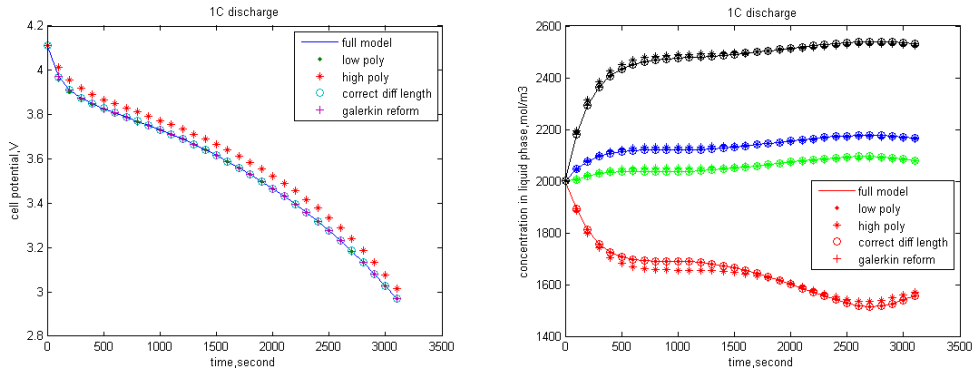 1C discharge
4.2
4
3.8
3.6
3.4
3.2
3
2.8
cell potential,V
full model
low poly
high poly
correct diff length
galerkin reform
0
500
1000
1500
2000
2500
3000
3500
time,second
1C discharge
2600
2400
2200
2000
1800
1600
1400
concentration in liquid phase,mol/m3
full model
low poly
high poly
correct diff length
galerkin reform
0
500
1000
1500
2000
2500
3000
3500
time,second